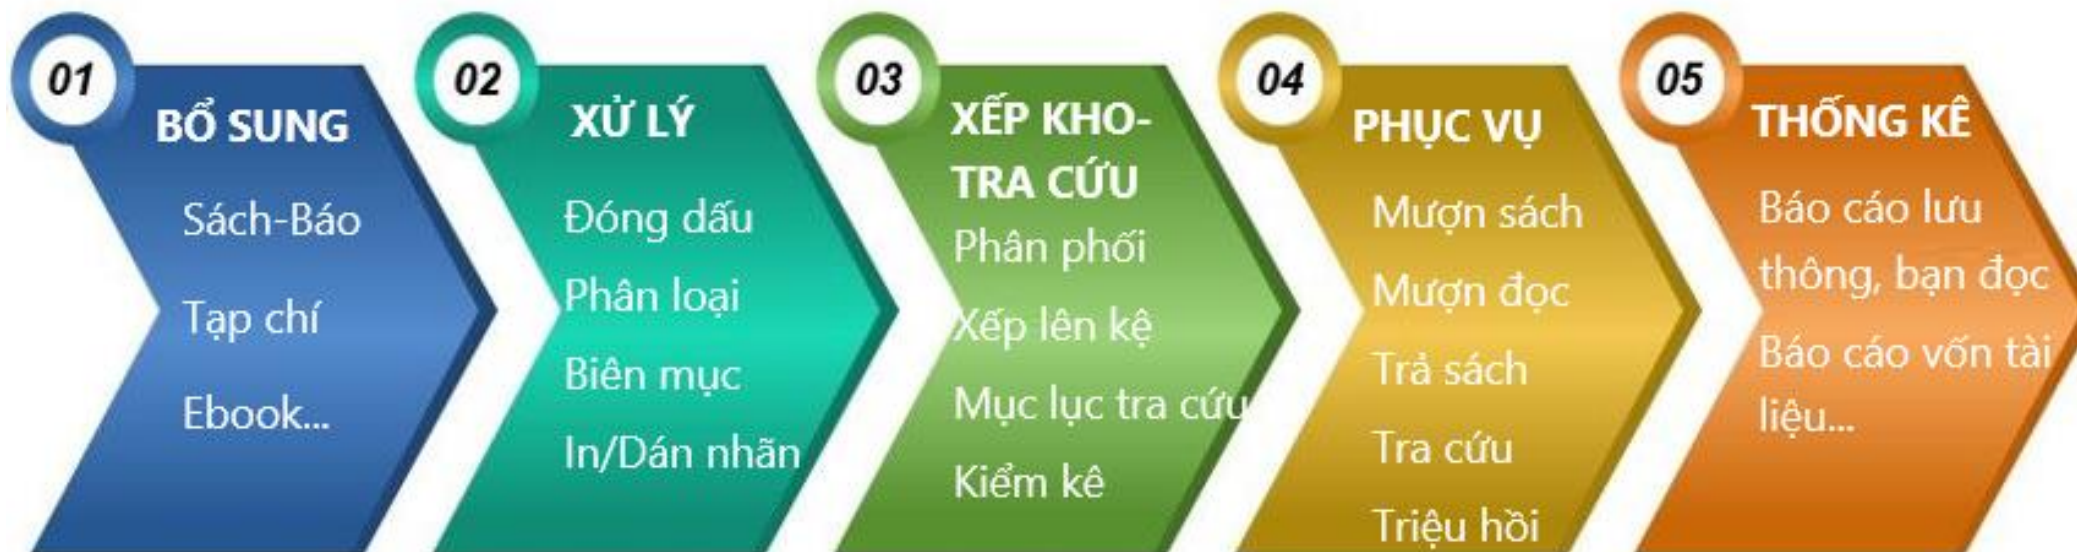 01
BỔ SUNG
Sách-Báo
Tạp chí
Ebook...
02
XỬ LÝ
Đóng dấu
Phân loại
Biên mục
In/Dán nhãn
03
XẾP KHO-
TRA CỨU
Phân phối
Xếp lên kệ
Mục lục tra cứu
Kiểm kê
04
PHỤC VỤ
Mượn sách
Mượn đọc
Trả sách
Tra cứu
Triệu hồi
05
THỐNG KÊ
Báo cáo lưu
thông, bạn đọc
Báo cáo vốn tài
liệu...